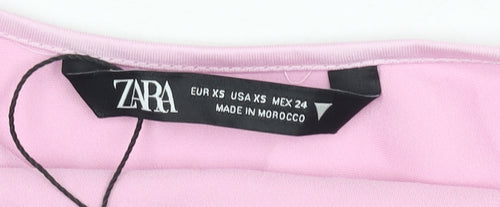 ZARA
EUR XS USA XS MEX 24
MADE IN MOROCCO